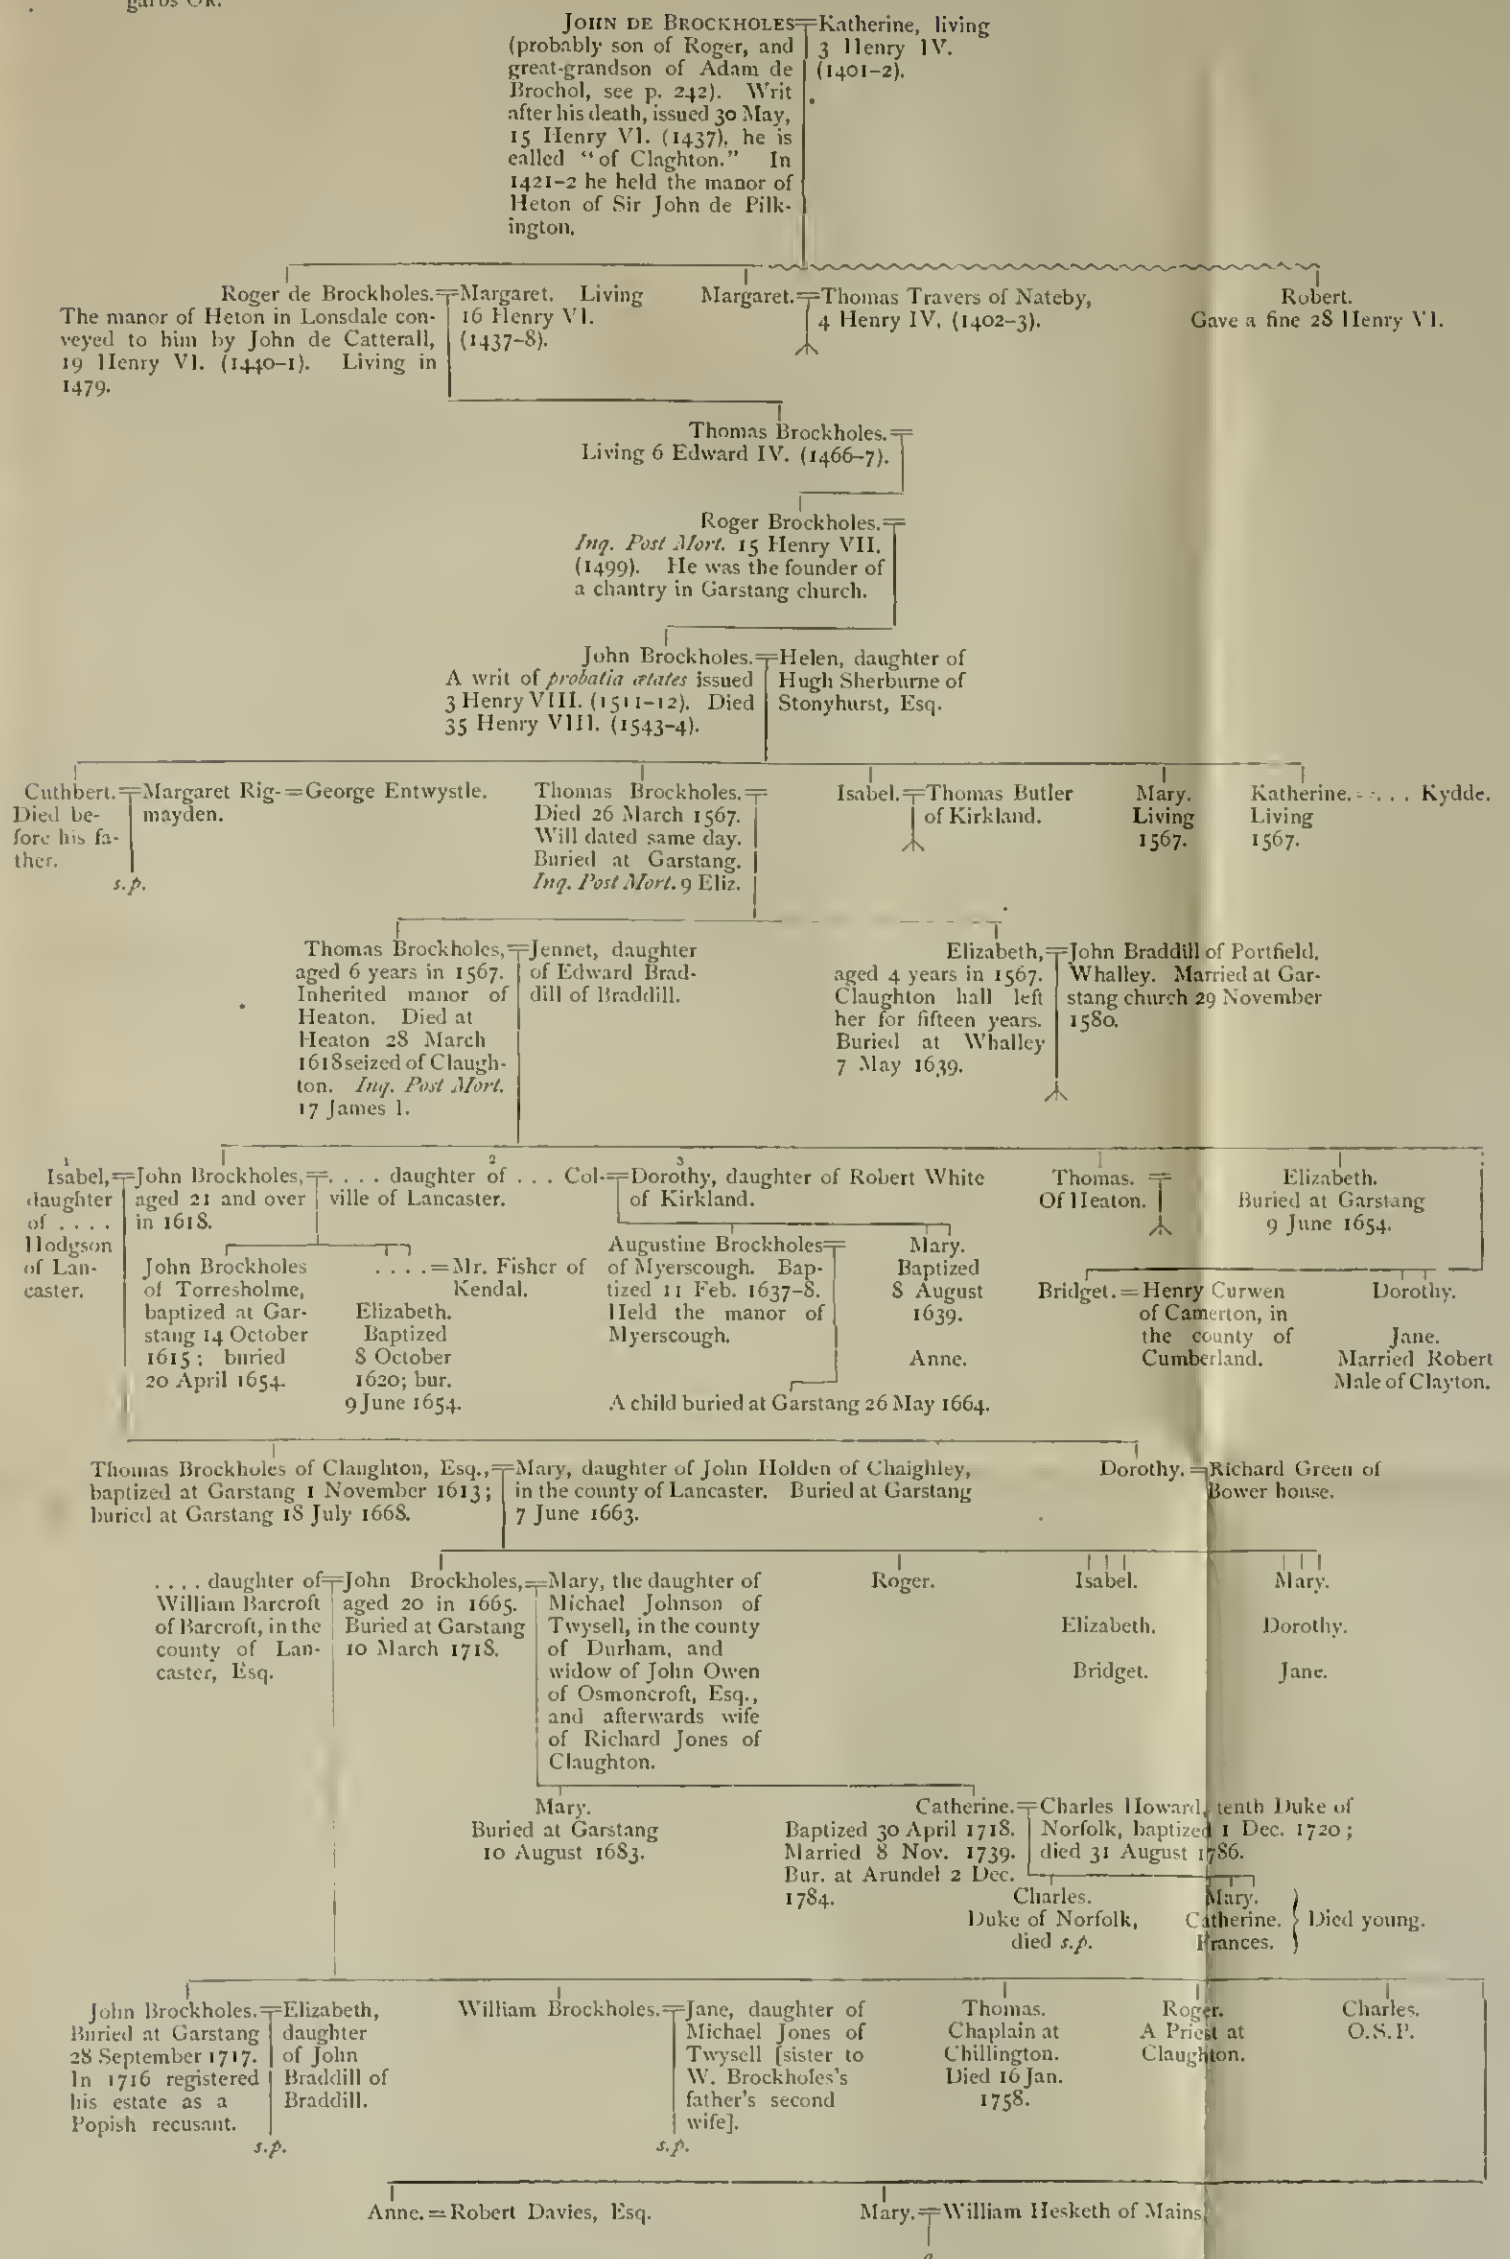 garbs OR.
JOHN DE BROCKHOLES=Katherine, living
(probably son of Roger, and
3 Henry IV.
great-grandson of Adam de
(1401-2).
Brochol, see p. 242). Writ
after his death, issued 30 May,
15 Henry VI. (1437), he is
called "of Claghton." In
1421-2 he held the manor of
Heton of Sir John de Pilk-
ington.
Roger de Brockholes.=Margaret. Living
The manor of Heton in Lonsdale con-
16 Henry VI.
veyed to him by John de Catterall,
(1437-8).
19 Henry VI. (1440-1). Living in
1479.
Margaret.=Thomas Travers of Nateby,
4 Henry IV. (1402-3).
Robert.
Gave a fine 28 Henry VI.
Thomas Brockholes.=
Living 6 Edward IV. (1466-7).
Roger Brockholes.=
Inq. Post Mort. 15 Henry VII.
(1499). He was the founder of
a chantry in Garstang church.
John Brockholes.=Helen, daughter of
A writ of probatia ætates issued
Hugh Sherburne of
3 Henry VIII. (1511-12). Died
Stonyhurst, Esq.
35 Henry VIII. (1543-4).
Cuthbert.=Margaret Rig-=George Entwystle.
Died be-
mayden.
fore his fa-
ther.
s.p.
Thomas Brockholes.=
Died 26 March 1567.
Will dated same day.
Buried at Garstang.
Inq. Post Mort. 9 Eliz.
Isabel.=Thomas Butler
of Kirkland.
Mary.
Living
1567.
Katherine.=. . . Kydde.
Living
1567.
Thomas Brockholes,=Jennet, daughter
aged 6 years in 1567.
of Edward Brad-
Inherited manor of
dill of Braddill.
Heaton. Died at
Heaton 28 March
1618 seized of Claugh-
ton. Inq. Post Mort.
17 James I.
Elizabeth,=John Braddill of Portfield,
aged 4 years in 1567.
Whalley. Married at Gar-
Claughton hall left
stang church 29 November
her for fifteen years.
1580.
Buried at Whalley
7 May 1639.
1
2
3
Isabel,=John Brockholes,=. . . . daughter of . . . Col-=Dorothy, daughter of Robert White
daughter
aged 21 and over
ville of Lancaster.
of Kirkland.
of . . . .
in 1618.
Hodgson
of Lan-
caster.
Thomas.=
Of Heaton.
Elizabeth.
Buried at Garstang
9 June 1654.
John Brockholes
of Torresholme,
baptized at Gar-
stang 14 October
1615; buried
20 April 1654.
. . . .=Mr. Fisher of
Kendal.
Elizabeth.
Baptized
8 October
1620; bur.
9 June 1654.
Augustine Brockholes=
of Myerscough. Bap-
tized 11 Feb. 1637-8.
Held the manor of
Myerscough.
Mary.
Baptized
8 August
1639.
Anne.
A child buried at Garstang 26 May 1664.
Bridget.=Henry Curwen
of Camerton, in
the county of
Cumberland.
Dorothy.
Jane.
Married Robert
Male of Clayton.
Thomas Brockholes of Claughton, Esq.,=Mary, daughter of John Holden of Chaighley,
baptized at Garstang 1 November 1613;
in the county of Lancaster. Buried at Garstang
buried at Garstang 18 July 1668.
7 June 1663.
Dorothy.=Richard Green of
Bower house.
. . . . daughter of=John Brockholes,=Mary, the daughter of
William Barcroft
aged 20 in 1665.
Michael Johnson of
of Barcroft, in the
Buried at Garstang
Twysell, in the county
county of Lan-
10 March 1718.
of Durham, and
caster, Esq.
widow of John Owen
of Osmoncroft, Esq.,
and afterwards wife
of Richard Jones of
Claughton.
Roger.
Isabel.
Elizabeth.
Bridget.
Mary.
Dorothy.
Jane.
Mary.
Buried at Garstang
10 August 1683.
Catherine.=Charles Howard, tenth Duke of
Baptized 30 April 1718.
Norfolk, baptized 1 Dec. 1720;
Married 8 Nov. 1739.
died 31 August 1786.
Bur. at Arundel 2 Dec.
1784.
Charles.
Duke of Norfolk,
died s.p.
Mary.
Catherine.
Frances.
} Died young.
John Brockholes.=Elizabeth,
Buried at Garstang
daughter
28 September 1717.
of John
In 1716 registered
Braddill of
his estate as a
Braddill.
Popish recusant.
s.p.
William Brockholes.=Jane, daughter of
Michael Jones of
Twysell [sister to
W. Brockholes's
father's second
wife].
s.p.
Thomas.
Chaplain at
Chillington.
Died 16 Jan.
1758.
Roger.
A Priest at
Claughton.
Charles.
O.S.P.
Anne.=Robert Davies, Esq.
Mary.=William Hesketh of Mains